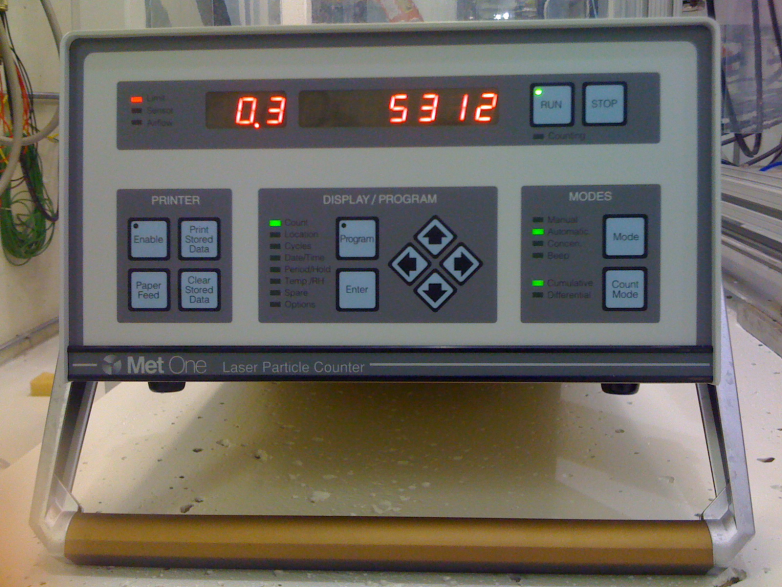 Limit
Sensor
Airflow
0.3
5312
RUN
STOP
Counting
PRINTER
Enable
Print
Stored
Data
Paper
Feed
Clear
Stored
Data
DISPLAY / PROGRAM
Count
Location
Cycles
Date/Time
Period/Hold
Temp/RH
Spare
Options
Program
Enter
MODES
Manual
Automatic
Concen.
Beep
Cumulative
Differential
Mode
Count
Mode
Met One Laser Particle Counter